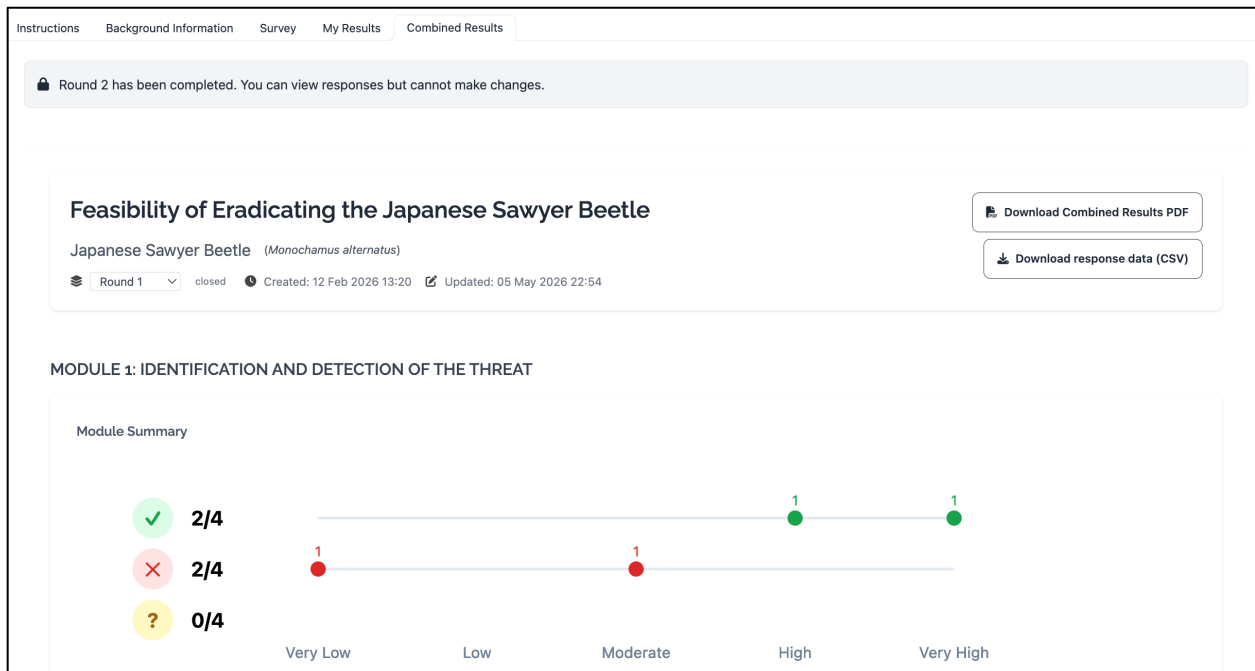 Instructions Background Information Survey My Results Combined Results
Round 2 has been completed. You can view responses but cannot make changes.
Feasibility of Eradicating the Japanese Sawyer Beetle
Download Combined Results PDF
Japanese Sawyer Beetle (Monochamus alternatus)
Download response data (CSV)
Round 1 closed Created: 12 Feb 2026 13:20 Updated: 05 May 2026 22:54
MODULE 1: IDENTIFICATION AND DETECTION OF THE THREAT
Module Summary
1 1
2/4
1 1
2/4
? 0/4
Very Low Low Moderate High Very High